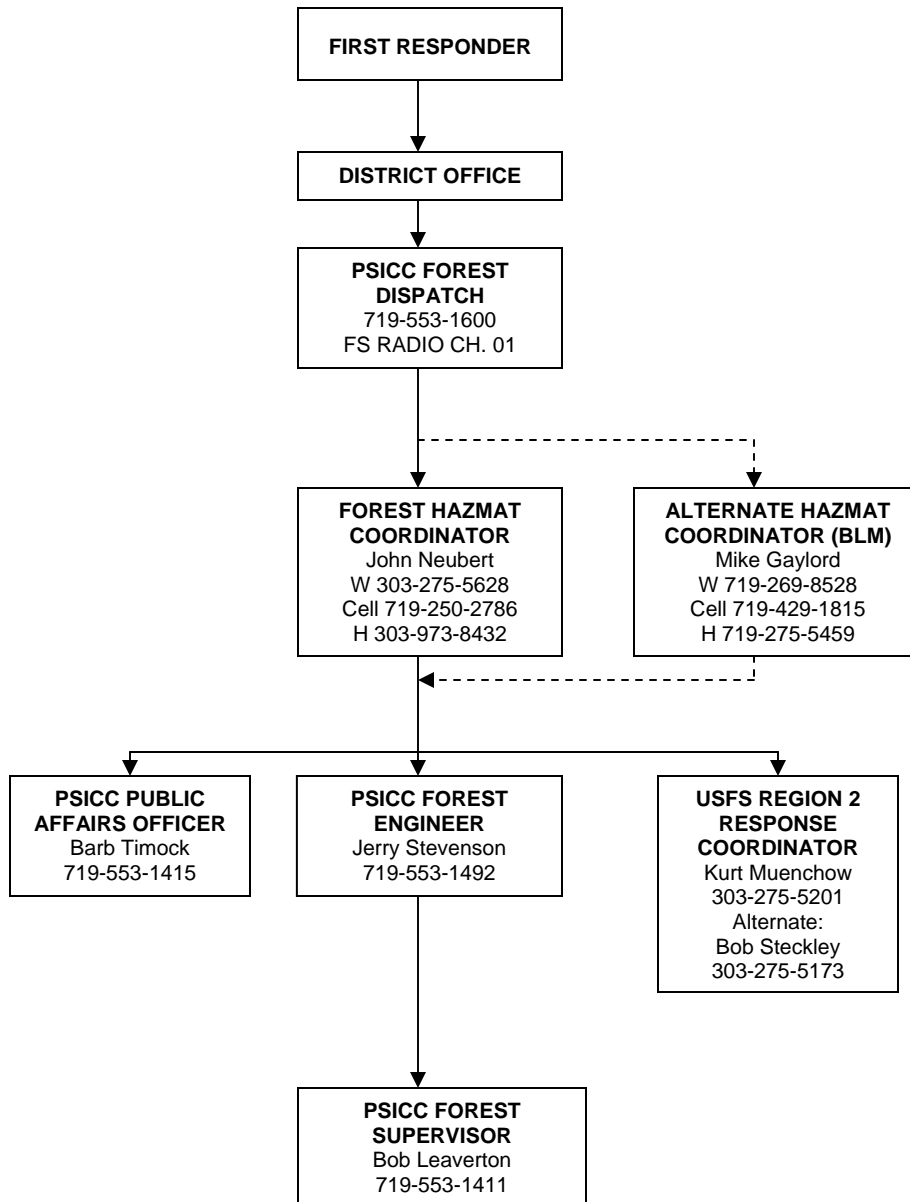 FIRST RESPONDER
DISTRICT OFFICE
PSICC FOREST
DISPATCH
719-553-1600
FS RADIO CH. 01
FOREST HAZMAT
COORDINATOR
John Neubert
W 303-275-5628
Cell 719-250-2786
H 303-973-8432
ALTERNATE HAZMAT
COORDINATOR (BLM)
Mike Gaylord
W 719-269-8528
Cell 719-429-1815
H 719-275-5459
PSICC PUBLIC
AFFAIRS OFFICER
Barb Timock
719-553-1415
PSICC FOREST
ENGINEER
Jerry Stevenson
719-553-1492
USFS REGION 2
RESPONSE
COORDINATOR
Kurt Muenchow
303-275-5201
Alternate:
Bob Steckley
303-275-5173
PSICC FOREST
SUPERVISOR
Bob Leaverton
719-553-1411